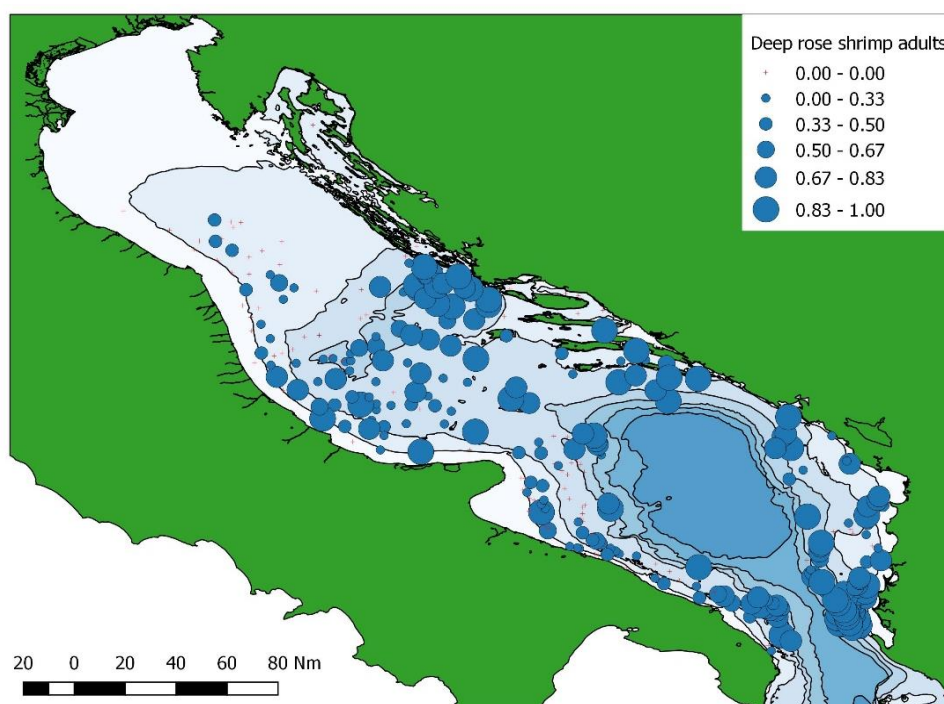 Deep rose shrimp adults
0.00 - 0.00
0.00 - 0.33
0.33 - 0.50
0.50 - 0.67
0.67 - 0.83
0.83 - 1.00
20 0 20 40 60 80 Nm